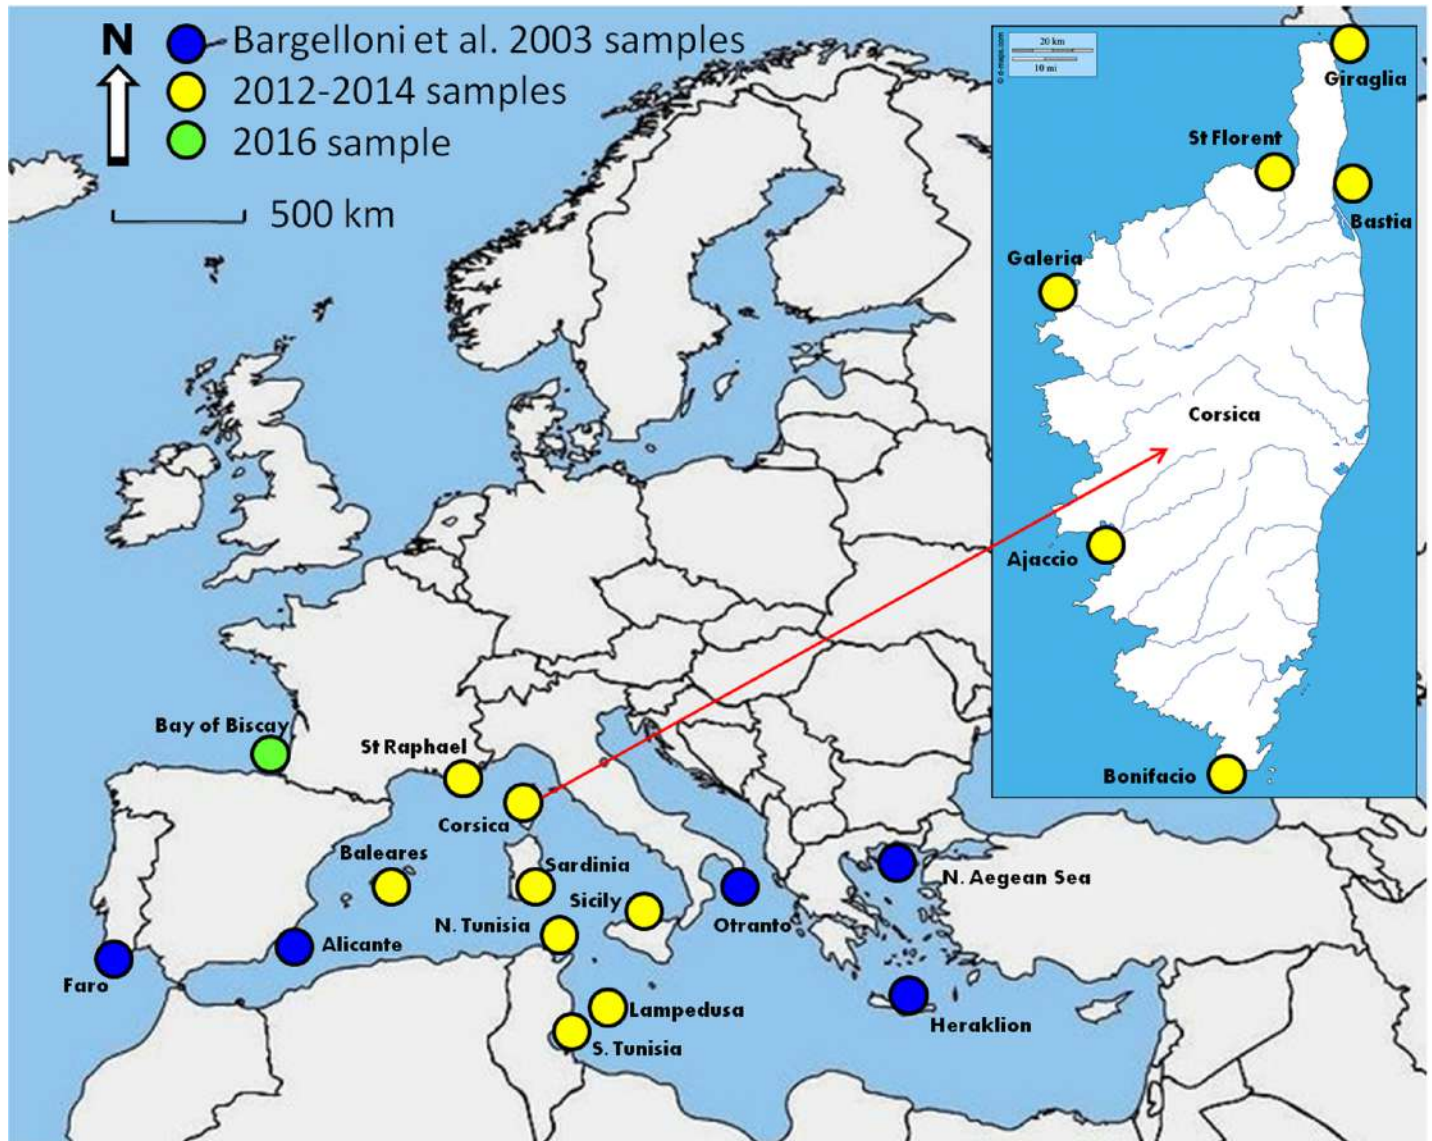 N
Bargelloni et al. 2003 samples
2012-2014 samples
2016 sample
500 km
© d-maps.com
20 km
10 mi
Giraglia
St Florent
Bastia
Galeria
Corsica
Ajaccio
Bonifacio
Bay of Biscay
St Raphael
Corsica
Baleares
Sardinia
Sicily
N. Tunisia
Otranto
N. Aegean Sea
Alicante
Faro
Lampedusa
Heraklion
S. Tunisia